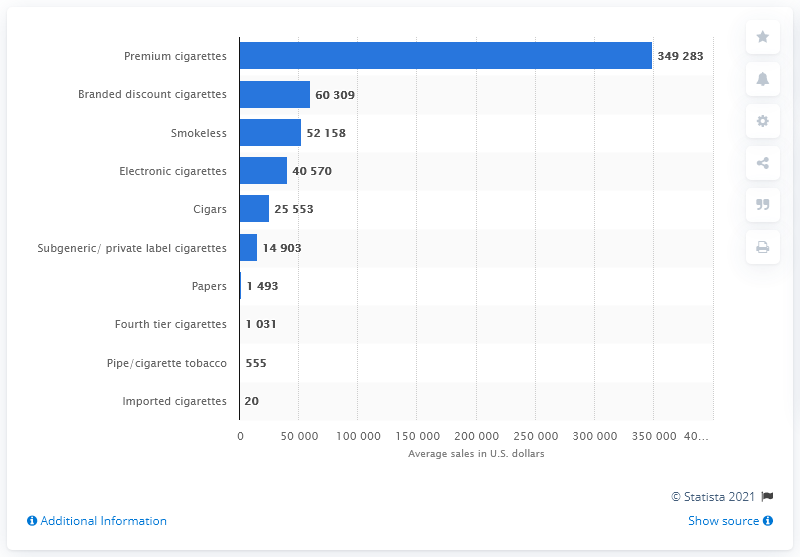 Premium cigarettes 349 283
Branded discount cigarettes 60 309
Smokeless 52 158
Electronic cigarettes 40 570
Cigars 25 553
Subgeneric/ private label cigarettes 14 903
Papers 1 493
Fourth tier cigarettes 1 031
Pipe/cigarette tobacco 555
Imported cigarettes 20
0 50 000 100 000 150 000 200 000 250 000 300 000 350 000 40...
Average sales in U.S. dollars
© Statista 2021
Additional Information Show source